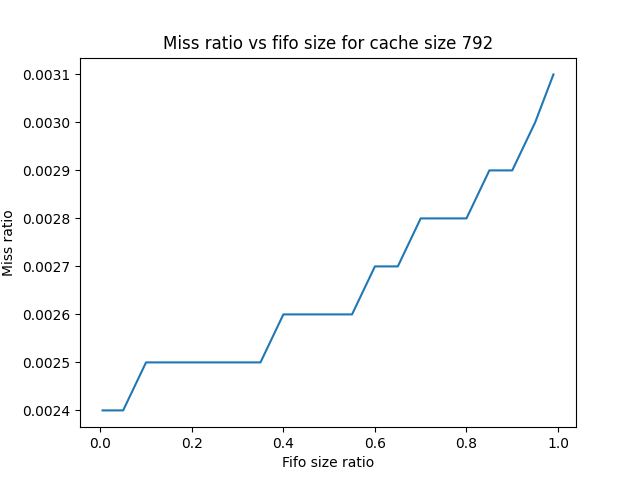 Miss ratio vs fifo size for cache size 792
0.0031
0.0030
0.0029
0.0028
0.0027
0.0026
0.0025
0.0024
Miss ratio
0.0 0.2 0.4 0.6 0.8 1.0
Fifo size ratio